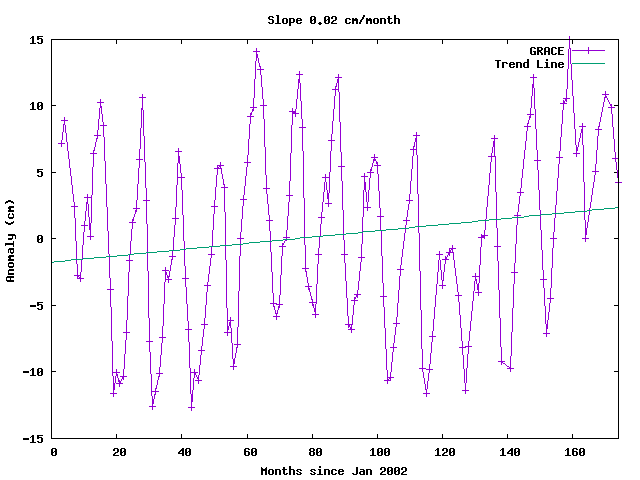 Slope 0.02 cm/month
GRACE
Trend Line
15
10
5
0
-5
-10
-15
Anomaly (cm)
0 20 40 60 80 100 120 140 160
Months since Jan 2002